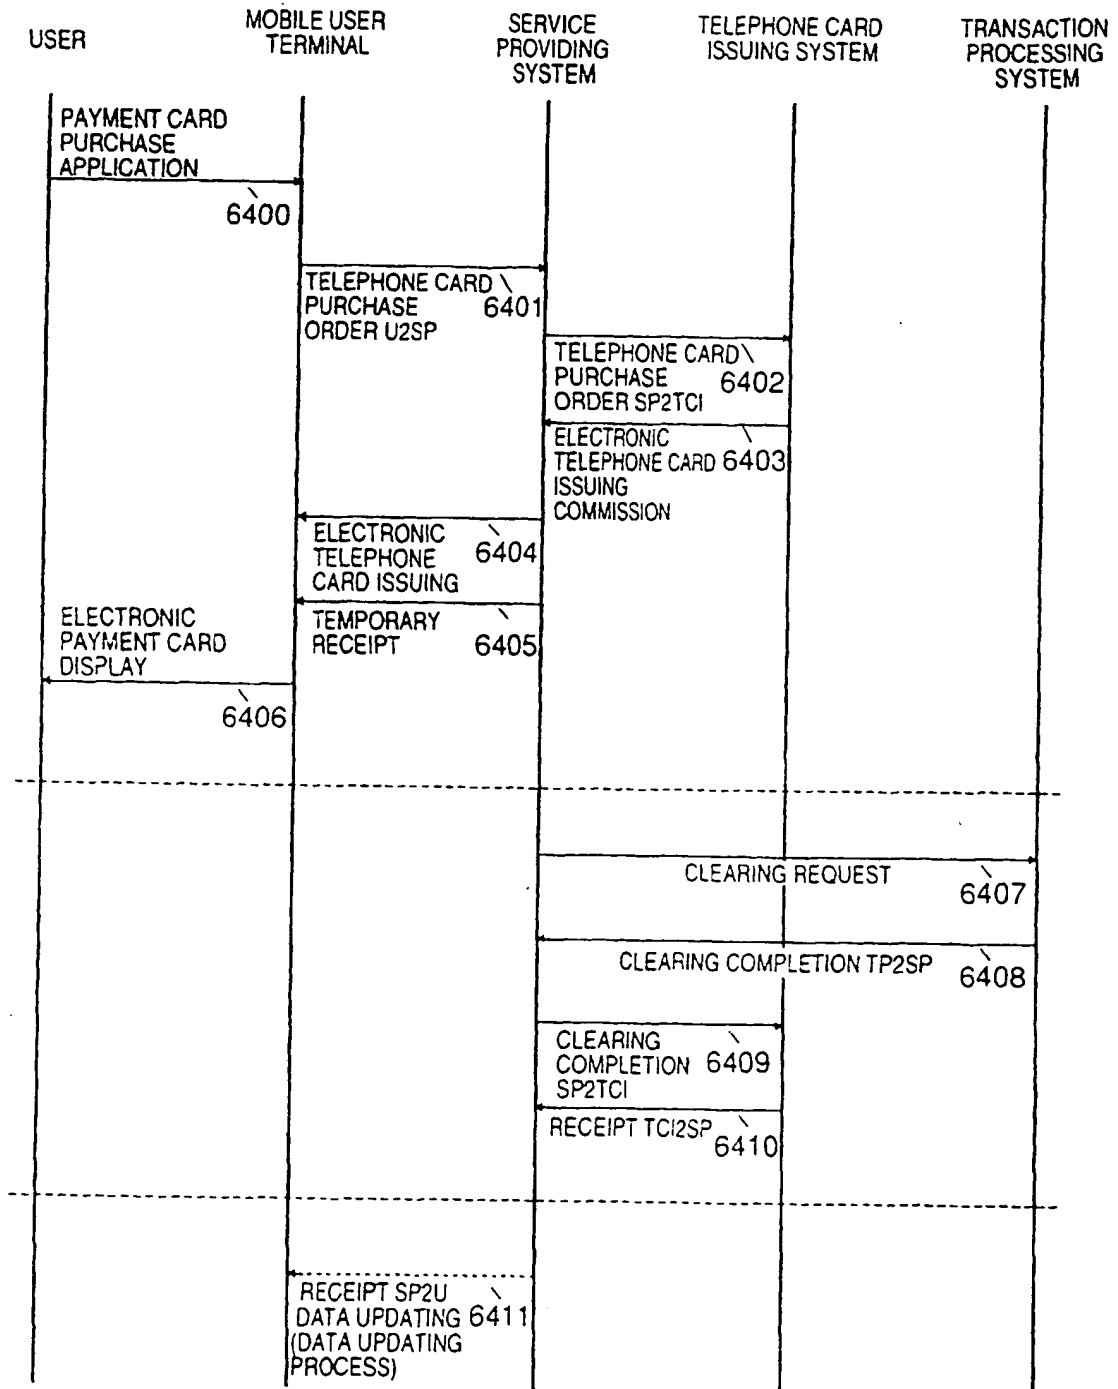 USER
MOBILE USER
TERMINAL
SERVICE
PROVIDING
SYSTEM
TELEPHONE CARD
ISSUING SYSTEM
TRANSACTION
PROCESSING
SYSTEM
PAYMENT CARD
PURCHASE
APPLICATION
6400
TELEPHONE CARD
PURCHASE
ORDER U2SP
6401
TELEPHONE CARD
PURCHASE
ORDER SP2TCI
6402
ELECTRONIC
TELEPHONE CARD
ISSUING
COMMISSION
6403
ELECTRONIC
TELEPHONE
CARD ISSUING
6404
TEMPORARY
RECEIPT
6405
ELECTRONIC
PAYMENT CARD
DISPLAY
6406
CLEARING REQUEST
6407
CLEARING COMPLETION TP2SP
6408
CLEARING
COMPLETION
SP2TCI
6409
RECEIPT TCI2SP
6410
RECEIPT SP2U
DATA UPDATING
(DATA UPDATING
PROCESS)
6411